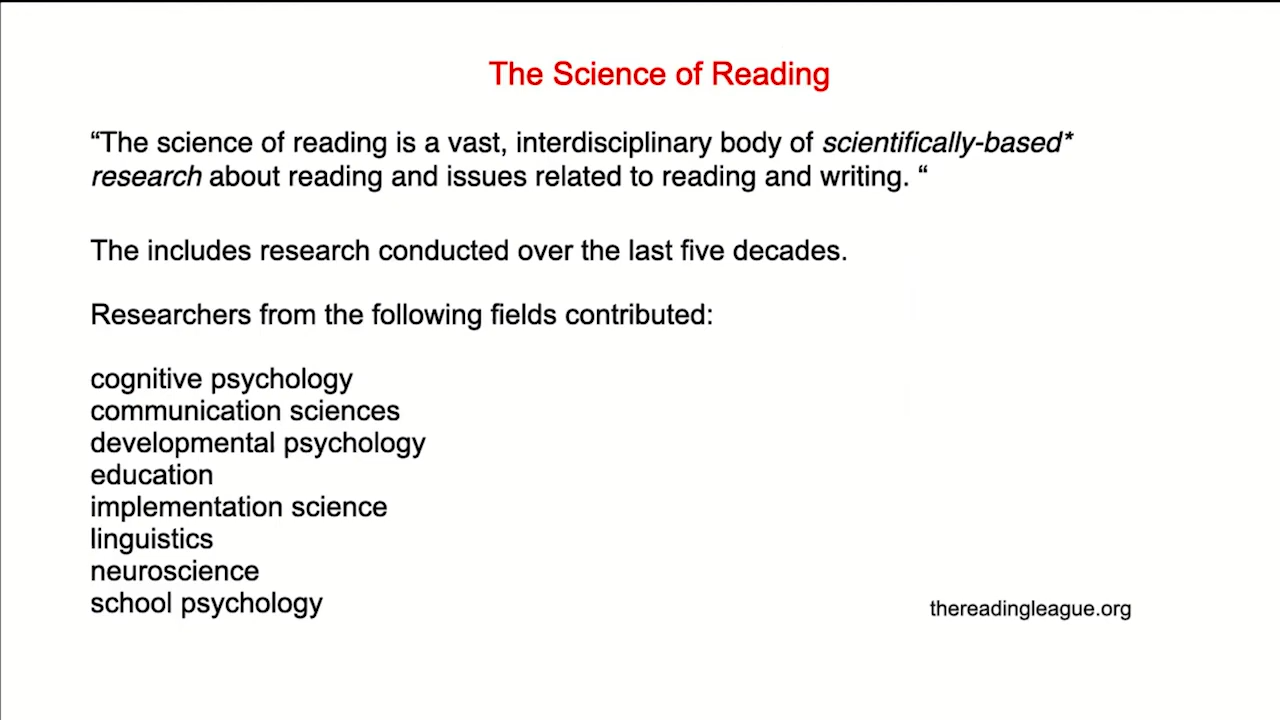 The Science of Reading
“The science of reading is a vast, interdisciplinary body of scientifically-based*
research about reading and issues related to reading and writing. “
The includes research conducted over the last five decades.
Researchers from the following fields contributed:
cognitive psychology
communication sciences
developmental psychology
education
implementation science
linguistics
neuroscience
school psychology
thereadingleague.org